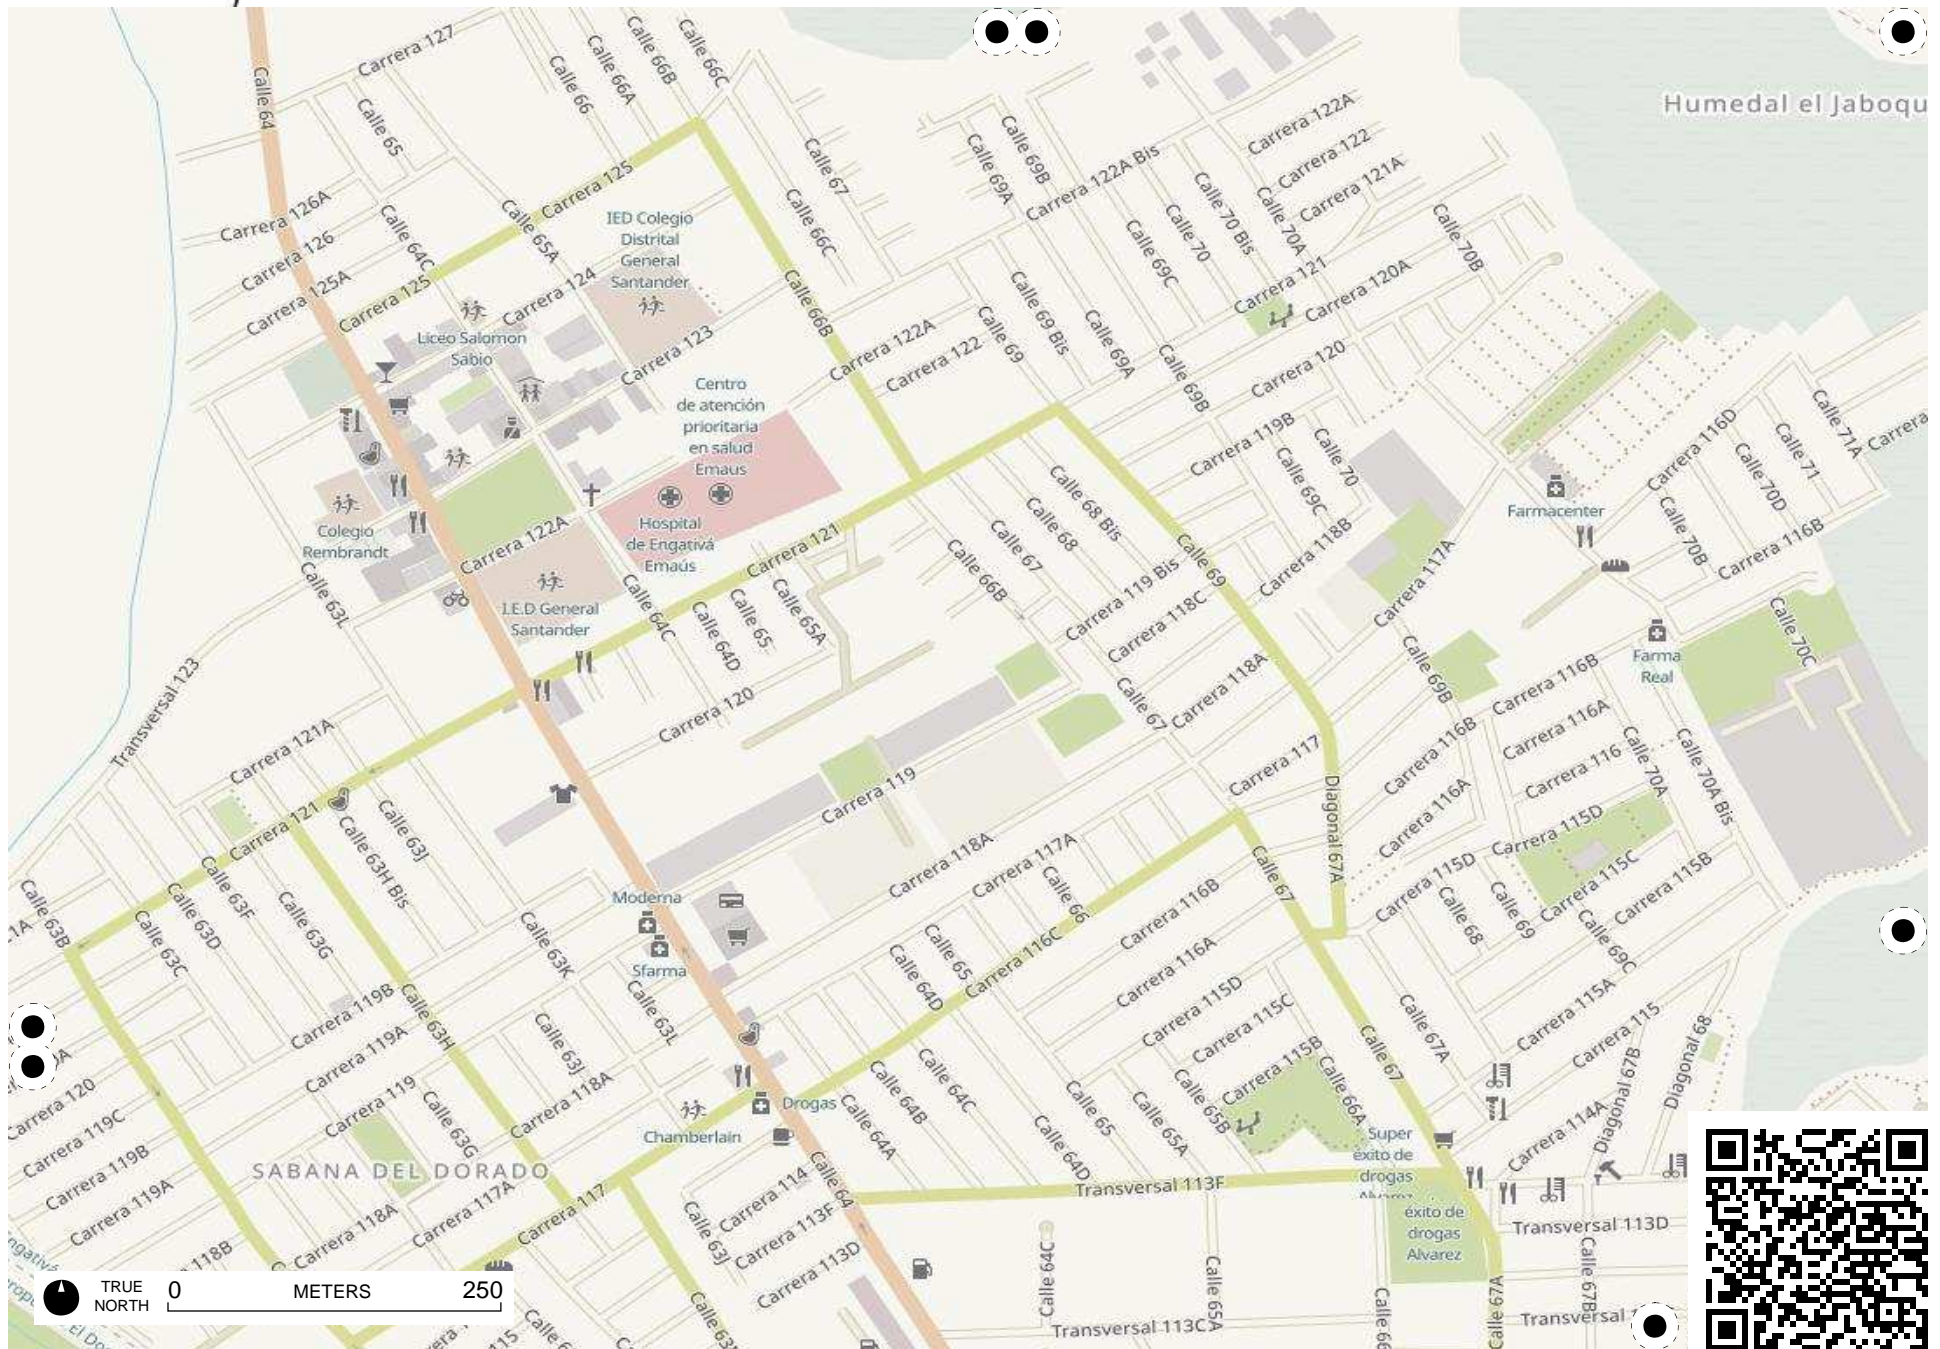 Carrera 127
Calle 64
Calle 65
Calle 66
Calle 66A
Calle 66B
Calle 66C
Calle 67
Calle 66C
Humedal el Jaboqu
Calle 69A
Calle 69B
Carrera 122A Bis
Carrera 122A
Carrera 122
Carrera 121A
Calle 70 Bis
Calle 70A
Calle 70
Calle 69C
Calle 70B
Carrera 121
Carrera 120A
Carrera 126A
Carrera 126
Carrera 125A
Carrera 125
Carrera 125
Calle 64C
Calle 65A
Carrera 124
IED Colegio
Distrital
General
Santander
Liceo Salomon
Sabio
Carrera 123
Calle 66B
Carrera 122A
Carrera 122
Calle 69
Calle 69 Bis
Calle 69A
Calle 69B
Carrera 120
Centro
de atención
prioritaria
en salud
Emaus
Hospital
de Engativá
Emaús
Colegio
Rembrandt
Carrera 122A
I.E.D General
Santander
Carrera 121
Calle 63L
Calle 64C
Calle 64D
Calle 65
Calle 65A
Carrera 120
Calle 66B
Calle 67
Calle 68
Calle 68 Bis
Calle 69
Carrera 119B
Calle 69C
Calle 70
Carrera 118B
Carrera 119 Bis
Carrera 118C
Carrera 118A
Calle 67
Carrera 117A
Calle 69B
Farmacenter
Carrera 116D
Calle 70D
Calle 71
Calle 71A
Carrera
Calle 70B
Carrera 116B
Calle 70C
Farma
Real
Carrera 116B
Carrera 116A
Carrera 116
Calle 70A
Calle 70A Bis
Carrera 116B
Carrera 116A
Carrera 117
Diagonal 67A
Carrera 115D
Carrera 115D
Carrera 115C
Carrera 115B
Calle 68
Calle 69
Calle 69C
Transversal 123
Carrera 121A
Carrera 121
Calle 63J
Calle 63H Bis
Calle 63B
1A
Calle 63C
Calle 63D
Calle 63F
Calle 63G
Calle 63H
Calle 63K
Carrera 119
Carrera 118A
Carrera 117A
Calle 66
Carrera 116C
Calle 65
Calle 64D
Carrera 116B
Carrera 116A
Calle 67
Calle 67
Calle 67A
Moderna
Sfarma
Calle 63L
Calle 63J
Carrera 119B
Carrera 119A
Carrera 119
Carrera 118A
Calle 63G
Carrera 120
Carrera 119C
Carrera 119B
Carrera 119A
118B
Carrera 118A
Carrera 117A
Carrera 117
SABANA DEL DORADO
Chamberlain
Drogas
Calle 64
Calle 64A
Calle 64B
Calle 64C
Calle 64D
Calle 65
Calle 65A
Calle 65B
Carrera 115D
Carrera 115C
Carrera 115B
Calle 66A
Super
éxito de
drogas
éxito de
drogas
Alvarez
Carrera 115A
Carrera 115
Carrera 114A
Diagonal 67B
Diagonal 68
Transversal 113F
Transversal 113D
Transversal 113C
Transversal 1
Calle 64C
Calle 65A
Calle 66
Calle 67A
Calle 67B
Calle 63J
Carrera 114
Carrera 113F
Carrera 113D
TRUE
NORTH
0 METERS 250